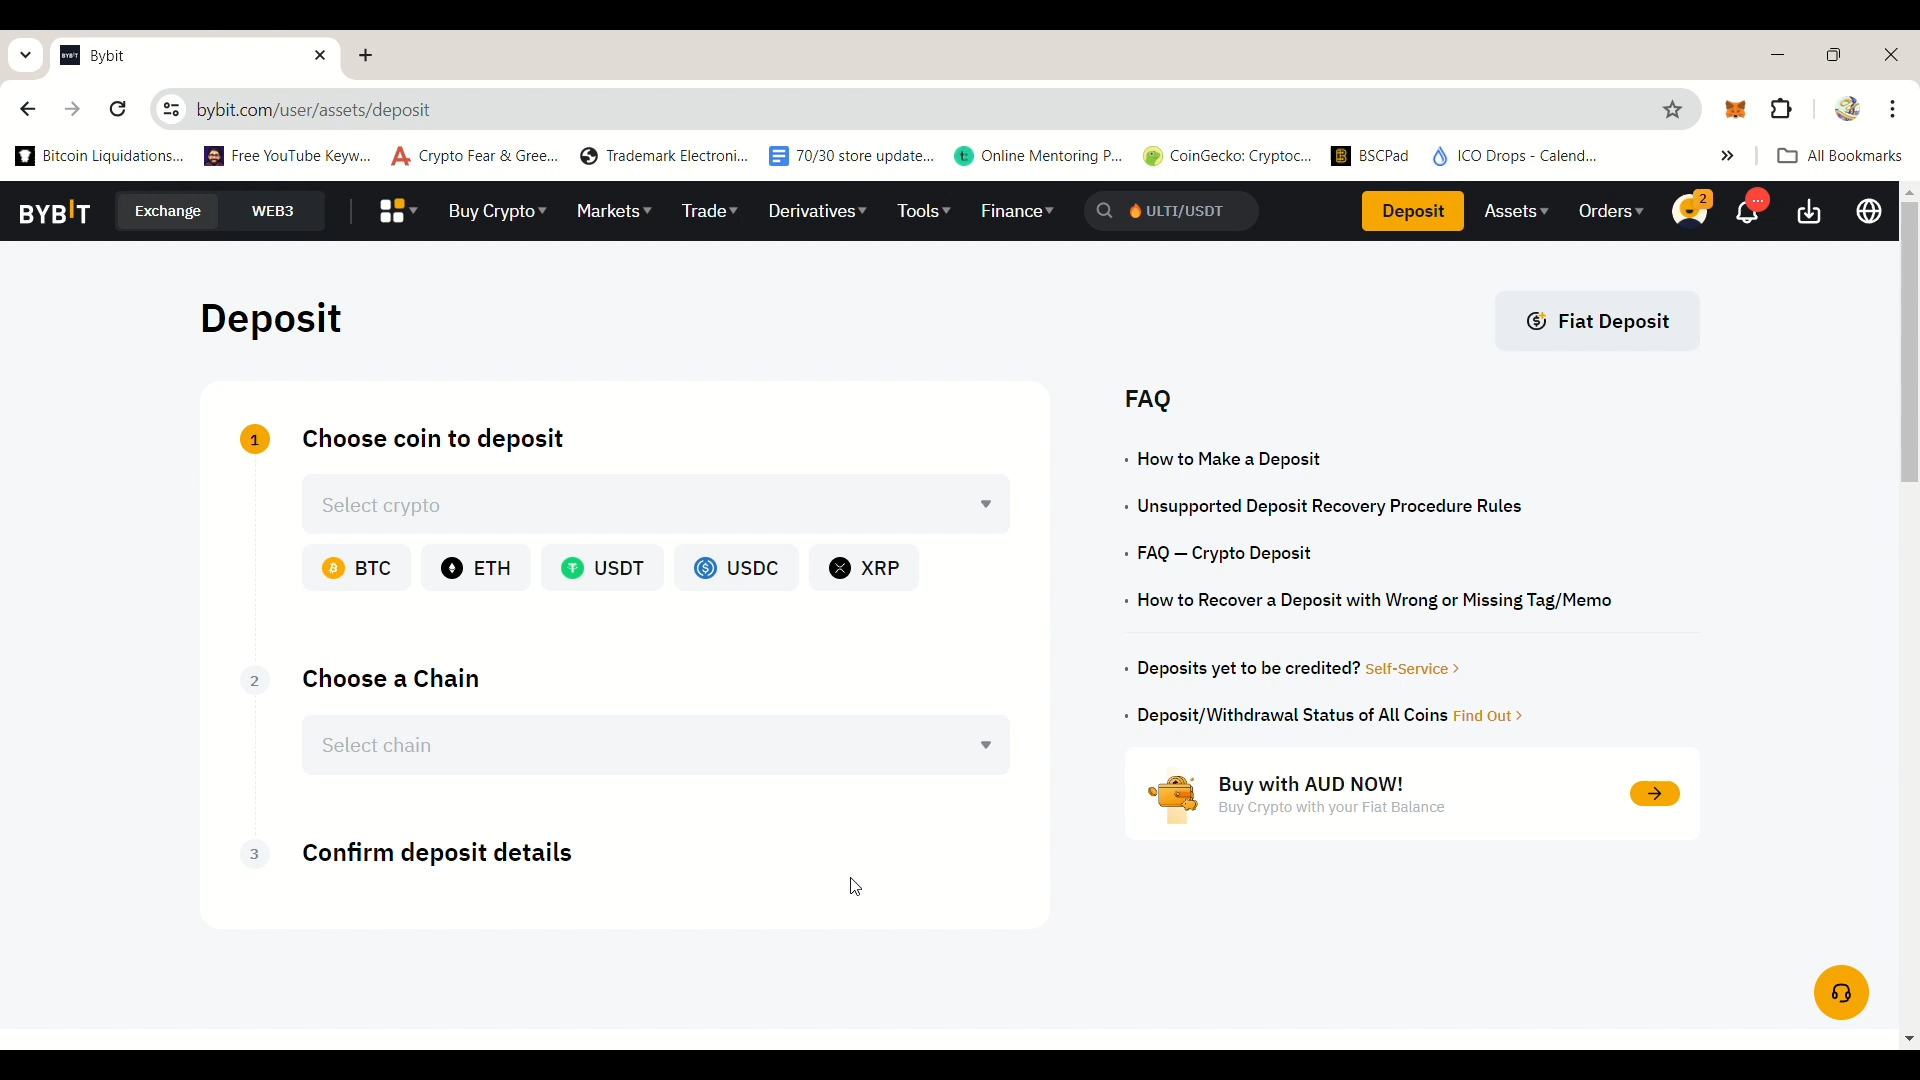 Bybit
bybit.com/user/assets/deposit
Bitcoin Liquidations... Free YouTube Keyw... Crypto Fear & Gree... Trademark Electroni... 70/30 store update... Online Mentoring P... CoinGecko: Cryptoc... BSCPad ICO Drops - Calend... All Bookmarks
BYBIT Exchange WEB3 Buy Crypto Markets Trade Derivatives Tools Finance ULTI/USDT Deposit Assets Orders 2
Deposit
Fiat Deposit
1 Choose coin to deposit
Select crypto
BTC ETH USDT USDC XRP
2 Choose a Chain
Select chain
3 Confirm deposit details
FAQ
· How to Make a Deposit
· Unsupported Deposit Recovery Procedure Rules
· FAQ — Crypto Deposit
· How to Recover a Deposit with Wrong or Missing Tag/Memo
· Deposits yet to be credited? Self-Service >
· Deposit/Withdrawal Status of All Coins Find Out >
Buy with AUD NOW!
Buy Crypto with your Fiat Balance